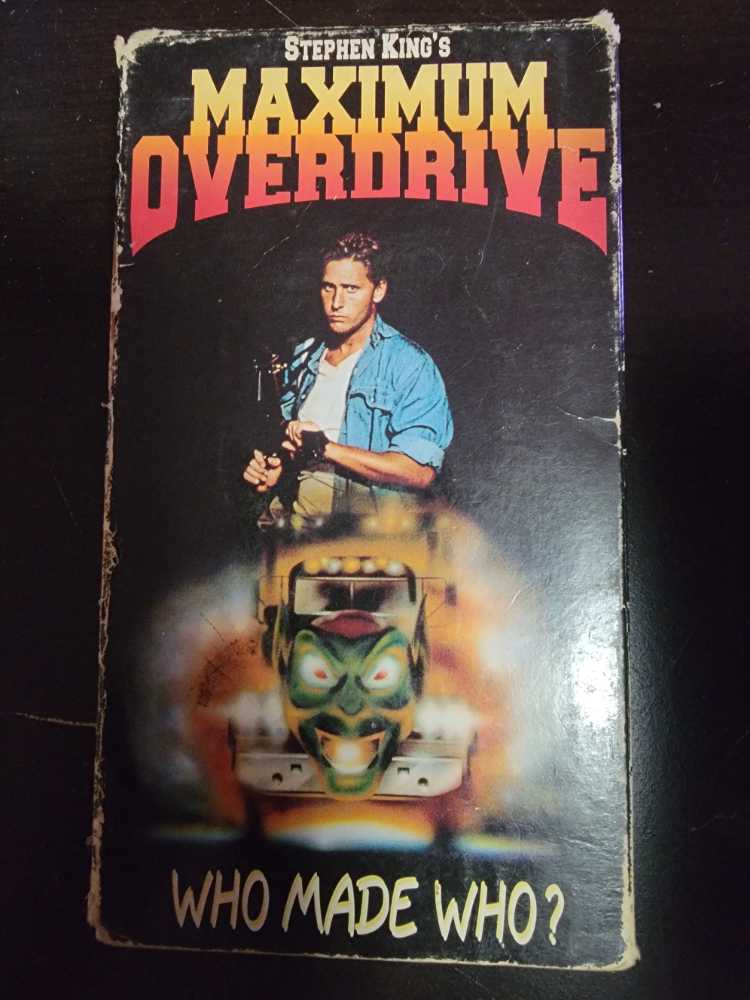 STEPHEN KING'S
MAXIMUM
OVERDRIVE
WHO MADE WHO?